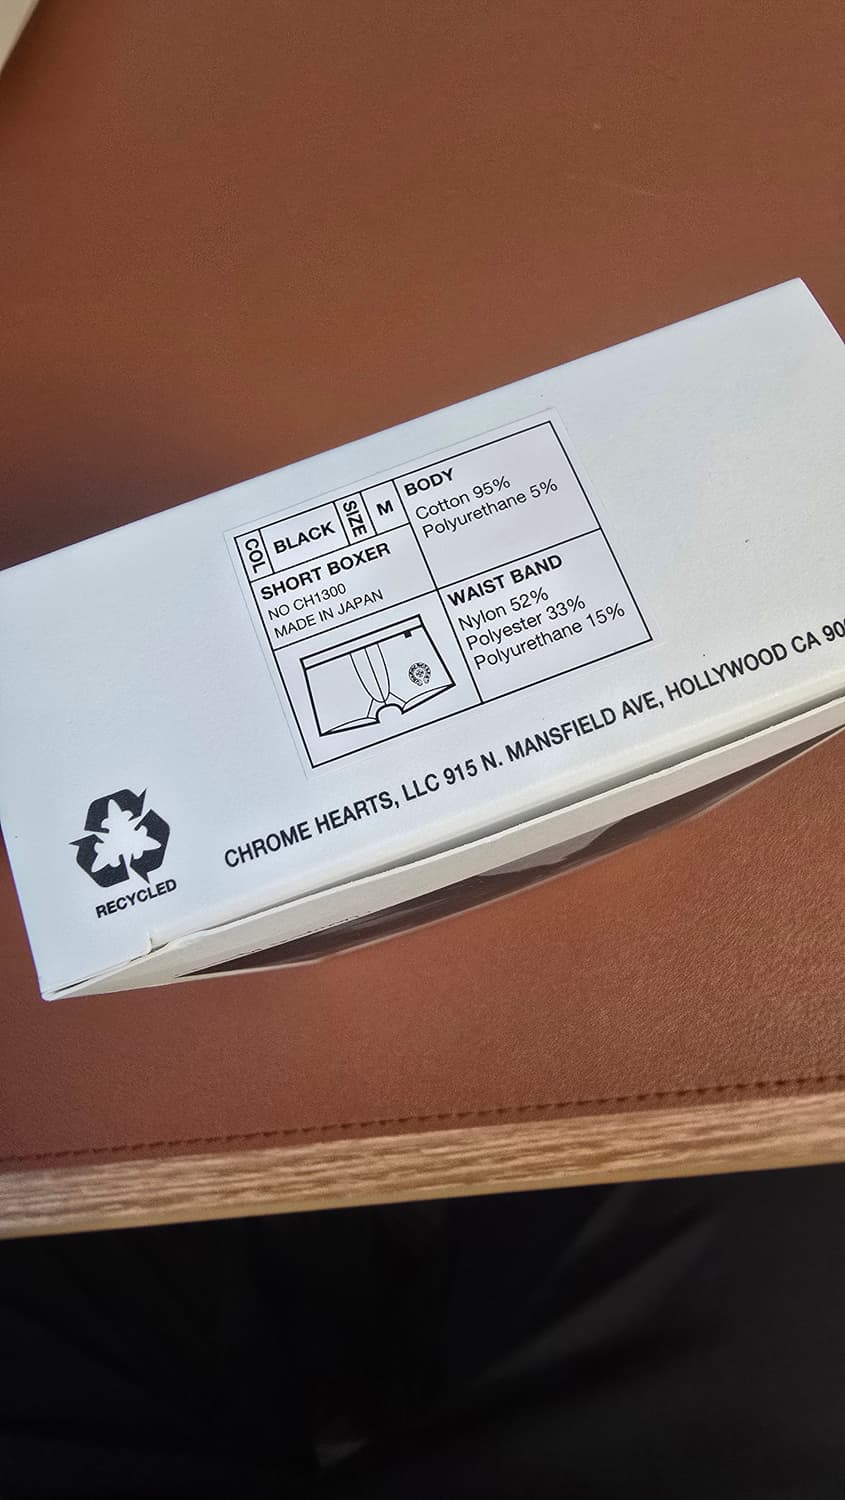 COL BLACK SIZE M
SHORT BOXER
NO CH1300
MADE IN JAPAN
BODY
Cotton 95%
Polyurethane 5%
WAIST BAND
Nylon 52%
Polyester 33%
Polyurethane 15%
CHROME HEARTS, LLC 915 N. MANSFIELD AVE, HOLLYWOOD CA
RECYCLED